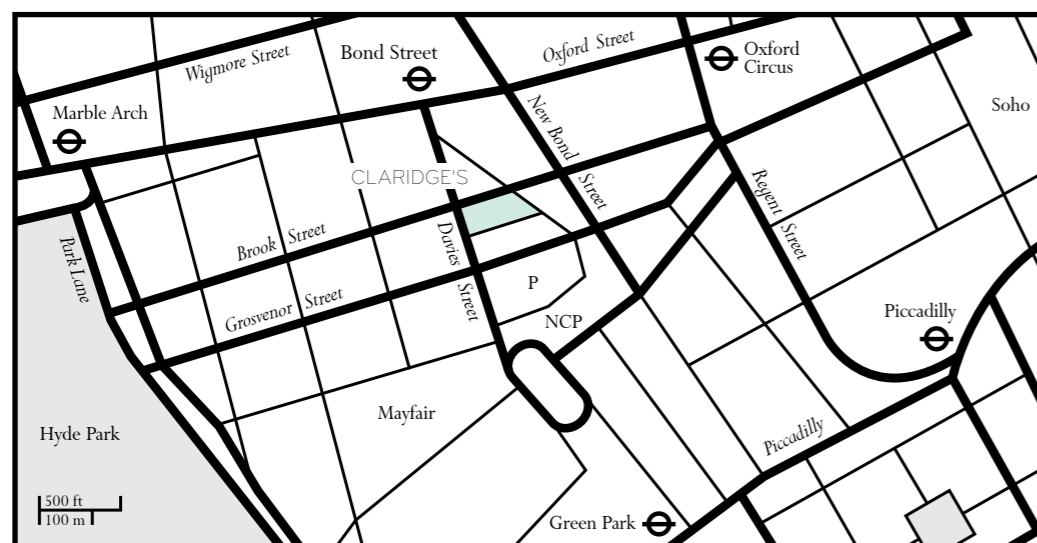 Wigmore Street
Bond Street
Oxford Street
Oxford
Circus
Marble Arch
New Bond Street
Soho
CLARIDGE'S
Regent Street
Park Lane
Brook Street
Davies Street
Grosvenor Street
P
NCP
Piccadilly
Mayfair
Hyde Park
Piccadilly
500 ft
100 m
Green Park